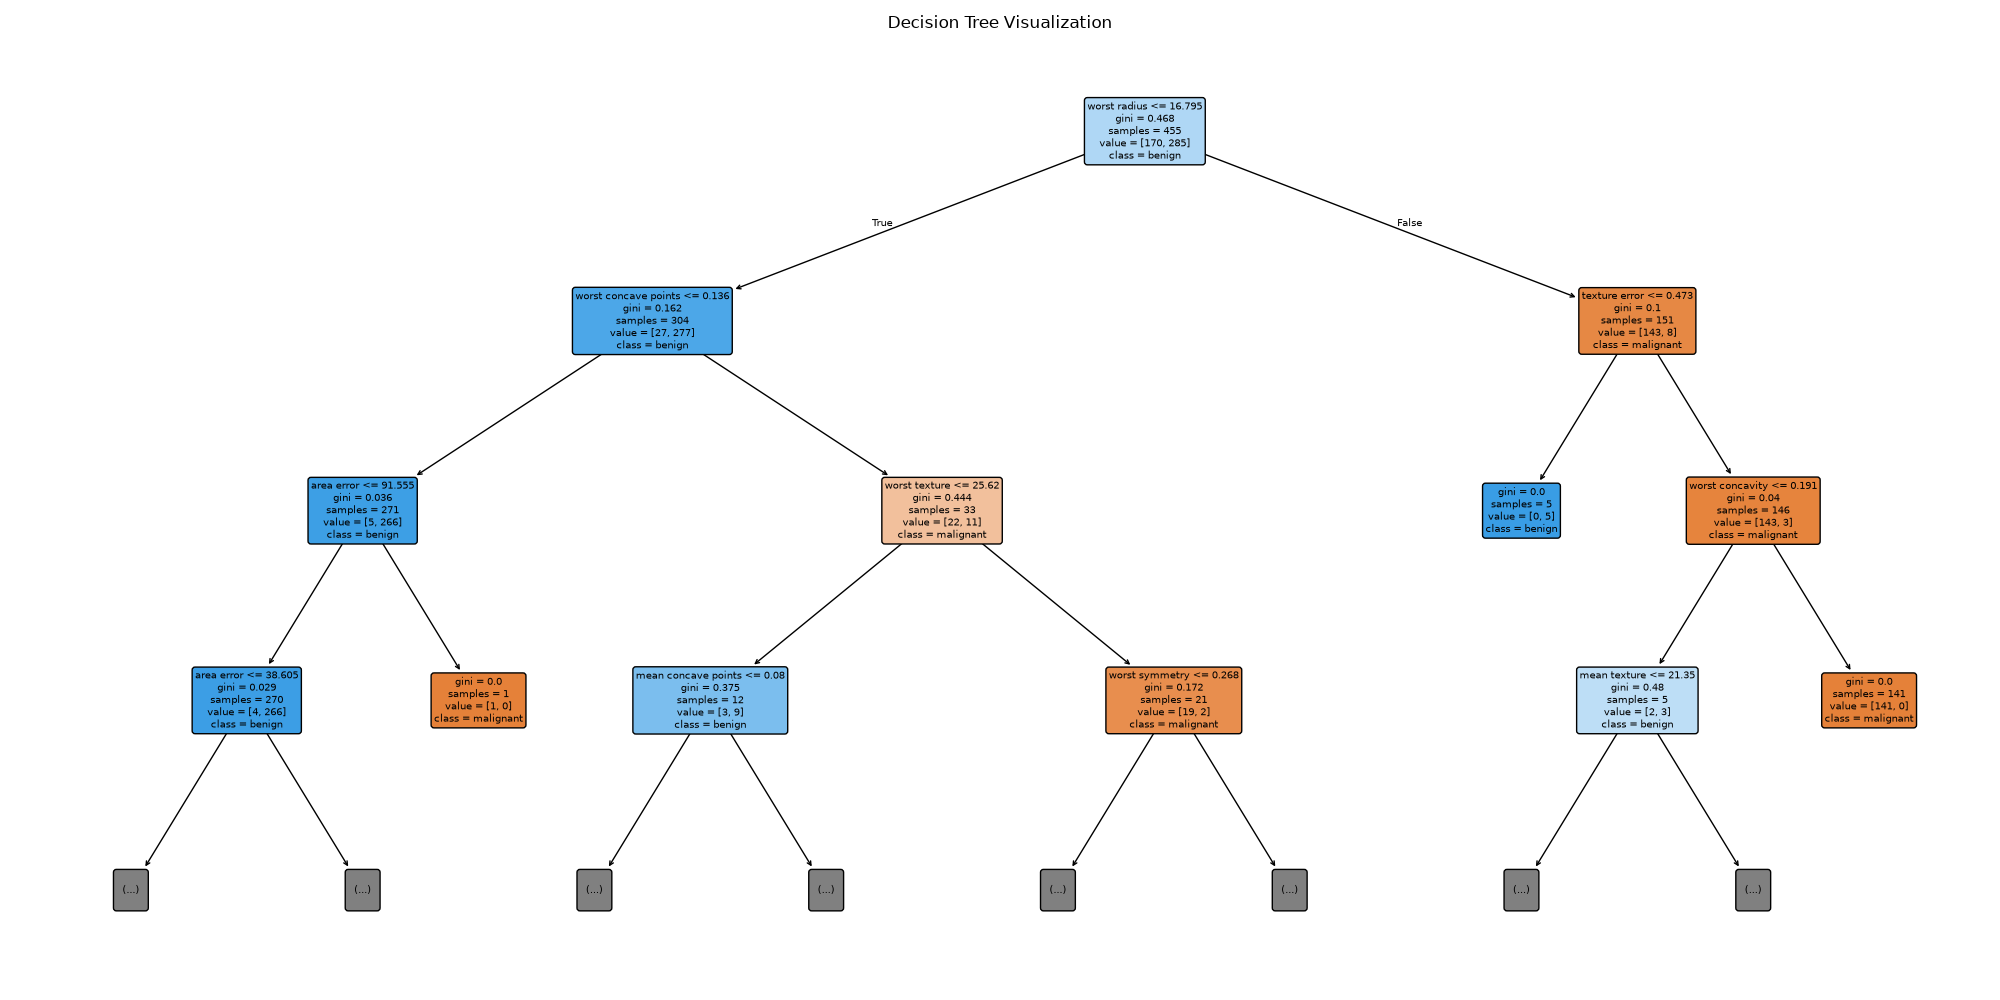 Decision Tree Visualization
worst radius <= 16.795
gini = 0.468
samples = 455
value = [170, 285]
class = benign
True
False
worst concave points <= 0.136
gini = 0.162
samples = 304
value = [27, 277]
class = benign
texture error <= 0.473
gini = 0.1
samples = 151
value = [143, 8]
class = malignant
area error <= 91.555
gini = 0.036
samples = 271
value = [5, 266]
class = benign
worst texture <= 25.62
gini = 0.444
samples = 33
value = [22, 11]
class = malignant
gini = 0.0
samples = 5
value = [0, 5]
class = benign
worst concavity <= 0.191
gini = 0.04
samples = 146
value = [143, 3]
class = malignant
area error <= 38.605
gini = 0.029
samples = 270
value = [4, 266]
class = benign
gini = 0.0
samples = 1
value = [1, 0]
class = malignant
mean concave points <= 0.08
gini = 0.375
samples = 12
value = [3, 9]
class = benign
worst symmetry <= 0.268
gini = 0.172
samples = 21
value = [19, 2]
class = malignant
mean texture <= 21.35
gini = 0.48
samples = 5
value = [2, 3]
class = benign
gini = 0.0
samples = 141
value = [141, 0]
class = malignant
(...)
(...)
(...)
(...)
(...)
(...)
(...)
(...)